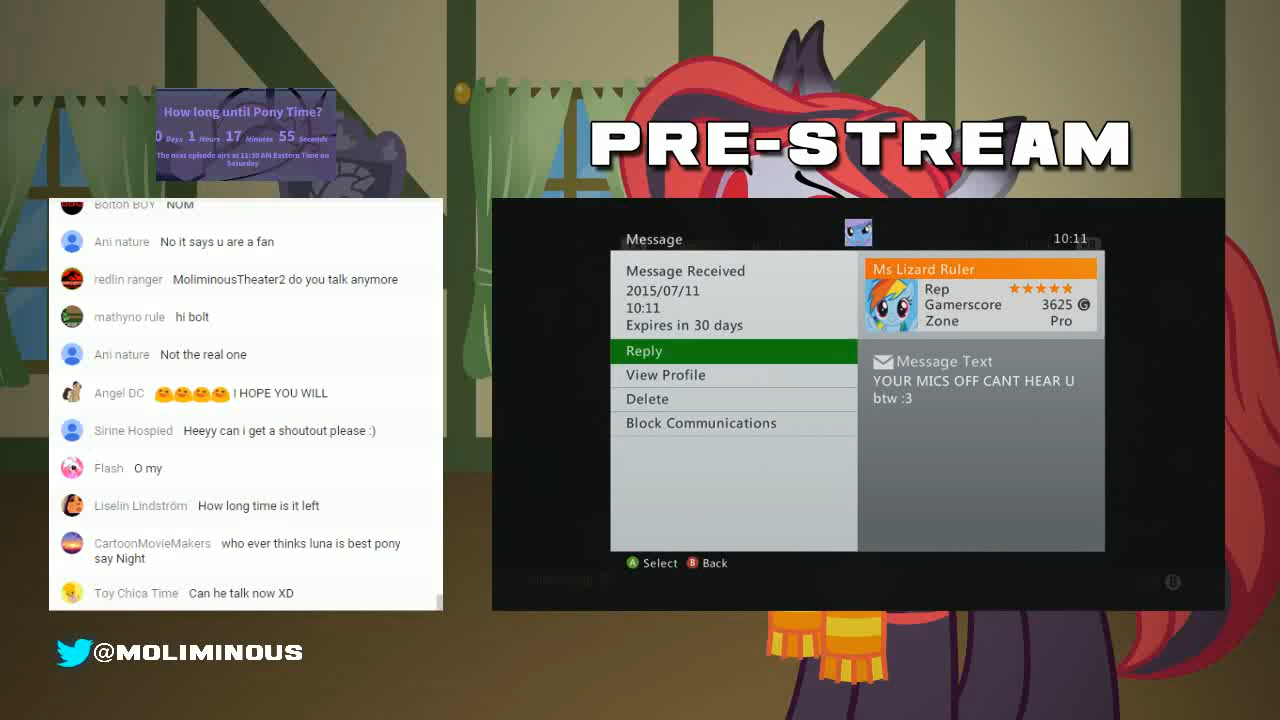 How long until Pony Time?
0 Days 1 Hours 17 Minutes 55 Seconds
The next episode airs at 11:30 AM Eastern Time on
Saturday
PRE-STREAM
Bolton BOY NOM
Ani nature No it says u are a fan
redlin ranger MoliminousTheater2 do you talk anymore
mathyno rule hi bolt
Ani nature Not the real one
Angel DC I HOPE YOU WILL
Sirine Hospied Heeyy can i get a shoutout please :)
Flash O my
Liselin Lindström How long time is it left
CartoonMovieMakers who ever thinks luna is best pony
say Night
Toy Chica Time Can he talk now XD
Message
10:11
Message Received
2015/07/11
10:11
Expires in 30 days
Reply
View Profile
Delete
Block Communications
Ms Lizard Ruler
Rep
Gamerscore 3625 G
Zone Pro
Message Text
YOUR MICS OFF CANT HEAR U
btw :3
A Select B Back
@MOLIMINOUS